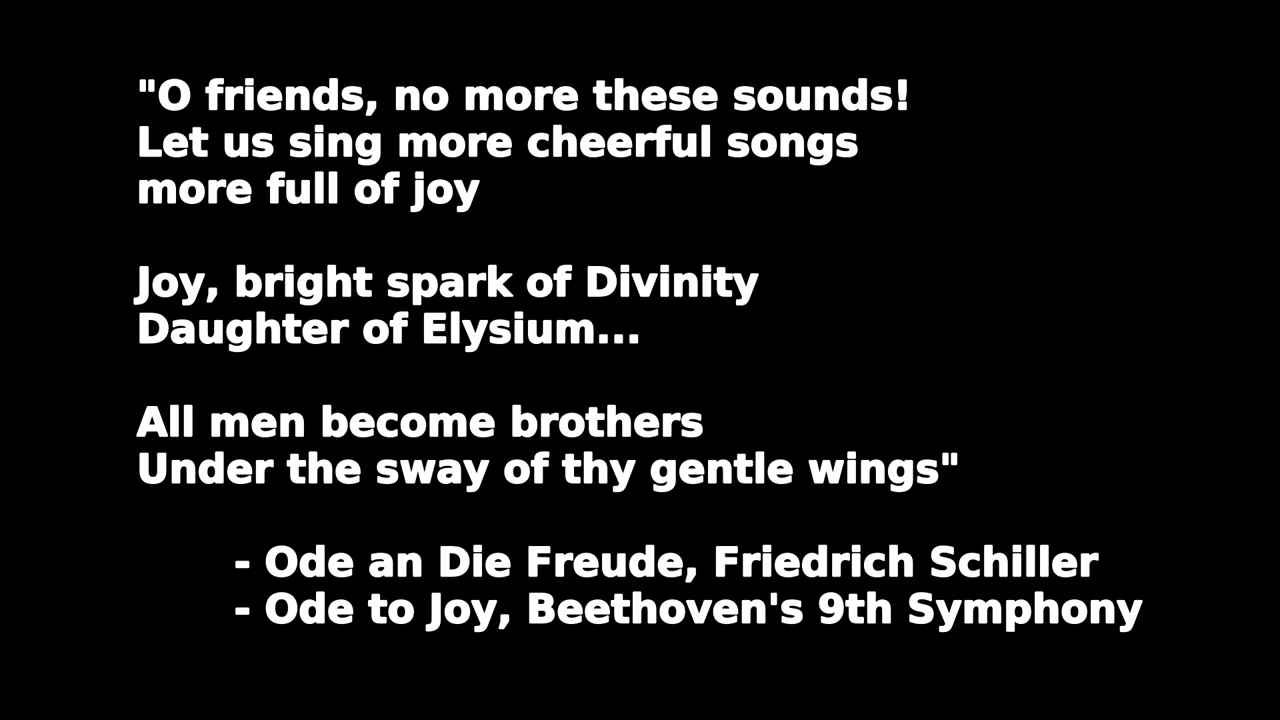 "O friends, no more these sounds!
Let us sing more cheerful songs
more full of joy
Joy, bright spark of Divinity
Daughter of Elysium...
All men become brothers
Under the sway of thy gentle wings"
- Ode an Die Freude, Friedrich Schiller
- Ode to Joy, Beethoven's 9th Symphony